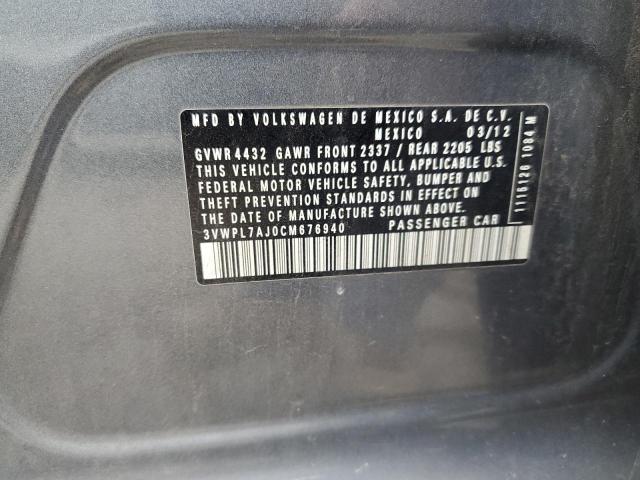 MFD BY VOLKSWAGEN DE MEXICO S.A. DE C.V.
MEXICO 03/12
GVWR 4432 GAWR FRONT 2337 / REAR 2205 LBS
THIS VEHICLE CONFORMS TO ALL APPLICABLE U.S.
FEDERAL MOTOR VEHICLE SAFETY, BUMPER AND
THEFT PREVENTION STANDARDS IN EFFECT ON
THE DATE OF MANUFACTURE SHOWN ABOVE.
3VWPL7AJ0CM676940 PASSENGER CAR
1116126 1084 M